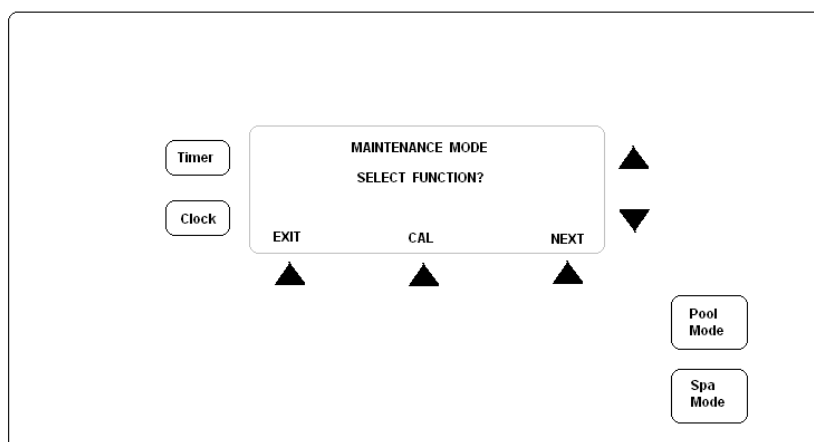 Timer
MAINTENANCE MODE
SELECT FUNCTION?
Clock
EXIT CAL NEXT
Pool
Mode
Spa
Mode